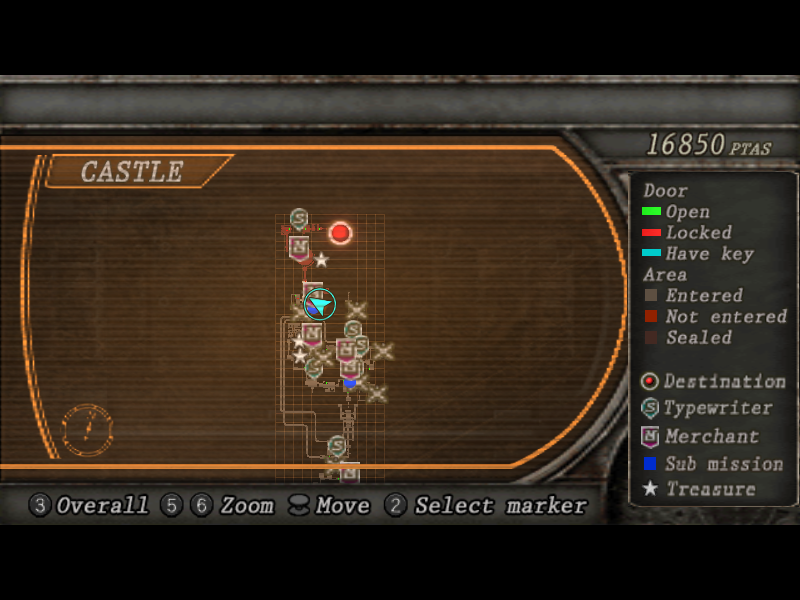 16850 PTAS
CASTLE
Door
Open
Locked
Have key
Area
Entered
Not entered
Sealed
Destination
S Typewriter
M Merchant
Sub mission
Treasure
3 Overall 5 6 Zoom Move 2 Select marker